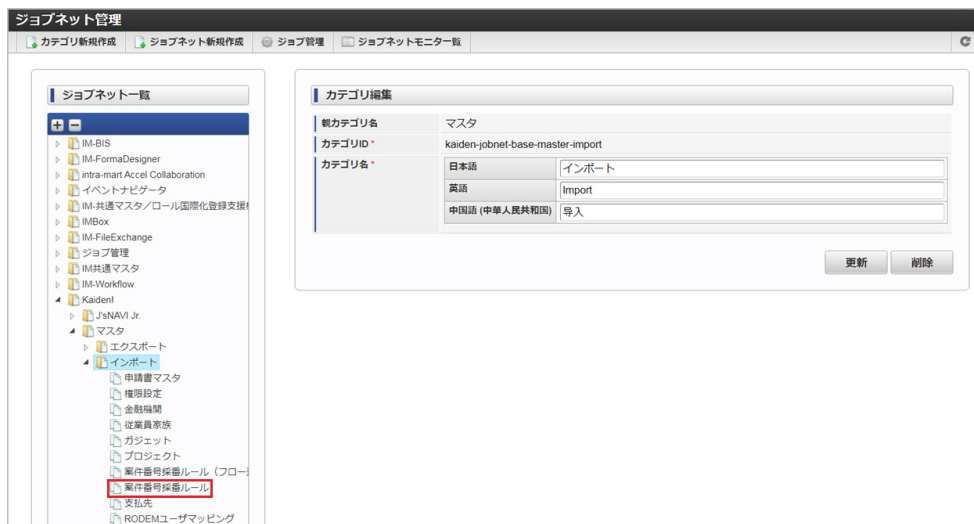 ジョブネット管理
カテゴリ新規作成 ジョブネット新規作成 ジョブ管理 ジョブネットモニター覧
ジョブネット一覧
IM-BIS
IM-FormaDesigner
intra-mart Accel Collaboration
イベントナビゲータ
IM-共通マスタ／ロール国際化登録支援
IMBox
IM-FileExchange
ジョブ管理
IM共通マスタ
IM-Workflow
Kaiden!
J'sNAVI Jr.
マスタ
エクスポート
インポート
申請書マスタ
権限設定
金融機関
従業員家族
ガジェット
プロジェクト
案件番号採番ルール（フロー
案件番号採番ルール
支払先
RODEMユーザマッピング
カテゴリ編集
親カテゴリ名 マスタ
カテゴリID * kaiden-jobnet-base-master-import
カテゴリ名 * 日本語 インポート
英語 Import
中国語 (中華人民共和国) 导入
更新 削除